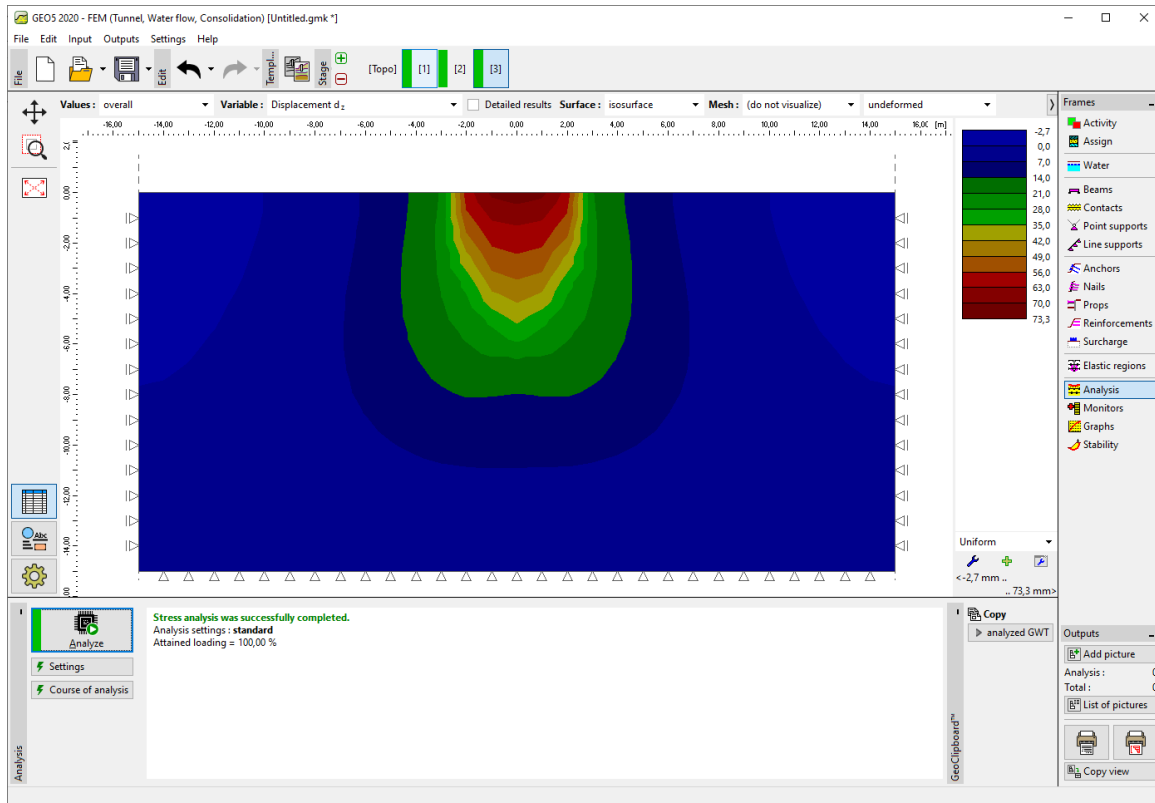 GEO5 2020 - FEM (Tunnel, Water flow, Consolidation) [Untitled.gmk *]
File Edit Input Outputs Settings Help
File Edit Templ... Stage [Topo] [1] [2] [3]
Values : overall Variable : Displacement d z Detailed results Surface : isosurface Mesh : (do not visualize) undeformed
-16,00 -14,00 -12,00 -10,00 -8,00 -6,00 -4,00 -2,00 0,00 2,00 4,00 6,00 8,00 10,00 12,00 14,00 16,0( [m]
0,00
-2,00
-4,00
-6,00
-8,00
-10,00
-12,00
-14,00
-2,7
0,0
7,0
14,0
21,0
28,0
35,0
42,0
49,0
56,0
63,0
70,0
73,3
Uniform
<-2,7 mm ..
.. 73,3 mm>
Frames
Activity
Assign
Water
Beams
Contacts
Point supports
Line supports
Anchors
Nails
Props
Reinforcements
Surcharge
Elastic regions
Analysis
Monitors
Graphs
Stability
Abc
Analyze
Settings
Course of analysis
Analysis
Stress analysis was successfully completed.
Analysis settings : standard
Attained loading = 100,00 %
GeoClipboard™
Copy
analyzed GWT
Outputs
Add picture
Analysis : 0
Total : 0
List of pictures
Copy view